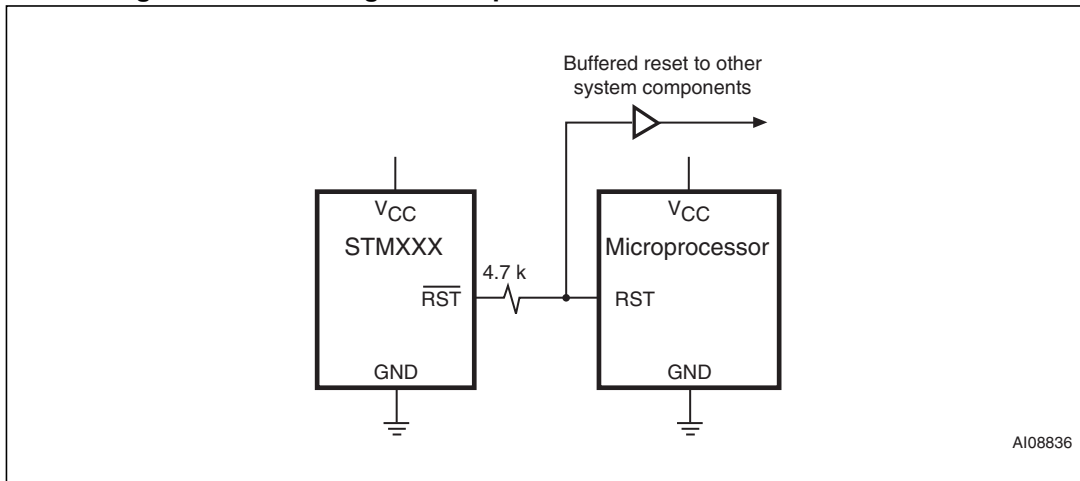 Buffered reset to other
system components
VCC
STMXXX
4.7 k
RST
GND
VCC
Microprocessor
RST
GND
AI08836